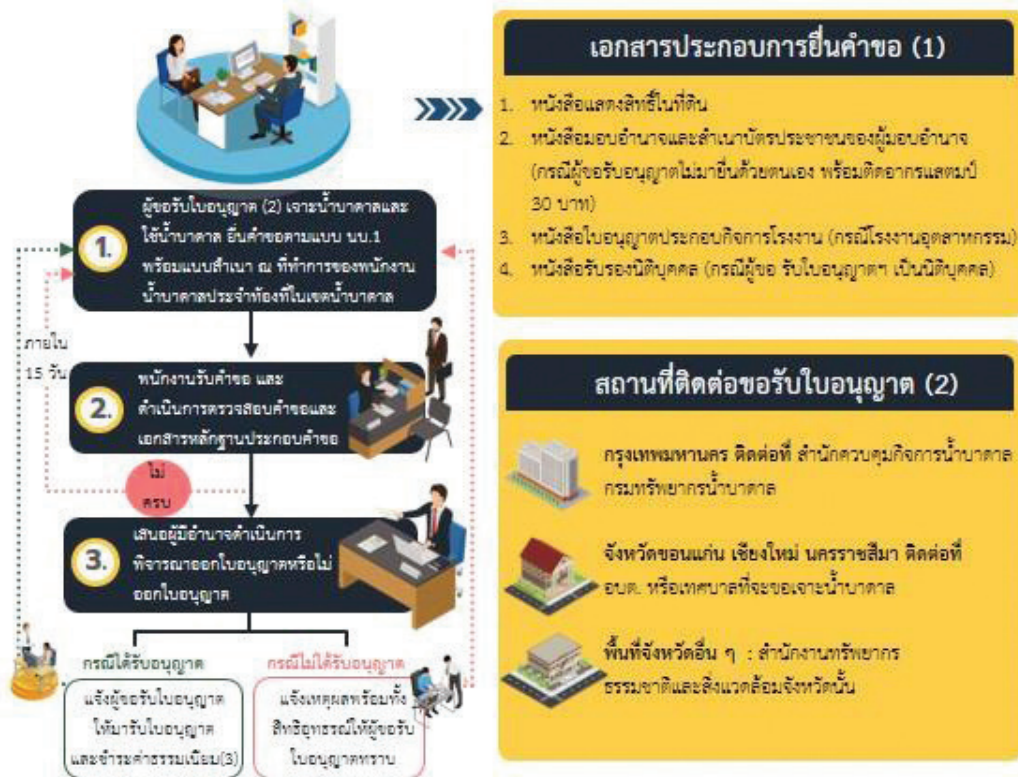 1.
ผู้ขอรับใบอนุญาต (2) เจาะน้ำบาดาลและ
ใช้น้ำบาดาล ยื่นคำขอตามแบบ นบ.1
พร้อมแนบสำเนา ณ ที่ทำการของพนักงาน
น้ำบาดาลประจำท้องที่ในเขตน้ำบาดาล
ภายใน
15 วัน
2.
พนักงานรับคำขอ และ
ดำเนินการตรวจสอบคำขอและ
เอกสารหลักฐานประกอบคำขอ
ไม่
ครบ
3.
เสนอผู้มีอำนาจดำเนินการ
พิจารณาออกใบอนุญาตหรือไม่
ออกใบอนุญาต
กรณีได้รับอนุญาต
แจ้งผู้ขอรับใบอนุญาต
ให้มารับใบอนุญาต
และชำระค่าธรรมเนียม(3)
กรณีไม่ได้รับอนุญาต
แจ้งเหตุผลพร้อมทั้ง
สิทธิอุทธรณ์ให้ผู้ขอรับ
ใบอนุญาตทราบ
เอกสารประกอบการยื่นคำขอ (1)
1. หนังสือแสดงสิทธิ์ในที่ดิน
2. หนังสือมอบอำนาจและสำเนาบัตรประชาชนของผู้มอบอำนาจ
(กรณีผู้ขอรับอนุญาตไม่มายื่นด้วยตนเอง พร้อมติดอากรแสตมป์
30 บาท)
3. หนังสือใบอนุญาตประกอบกิจการโรงงาน (กรณีโรงงานอุตสาหกรรม)
4. หนังสือรับรองนิติบุคคล (กรณีผู้ขอ รับใบอนุญาตฯ เป็นนิติบุคคล)
สถานที่ติดต่อขอรับใบอนุญาต (2)
กรุงเทพมหานคร ติดต่อที่ สำนักควบคุมกิจการน้ำบาดาล
กรมทรัพยากรน้ำบาดาล
จังหวัดขอนแก่น เชียงใหม่ นครราชสีมา ติดต่อที่
อบต. หรือเทศบาลที่จะขอเจาะน้ำบาดาล
พื้นที่จังหวัดอื่น ๆ : สำนักงานทรัพยากร
ธรรมชาติและสิ่งแวดล้อมจังหวัดนั้น